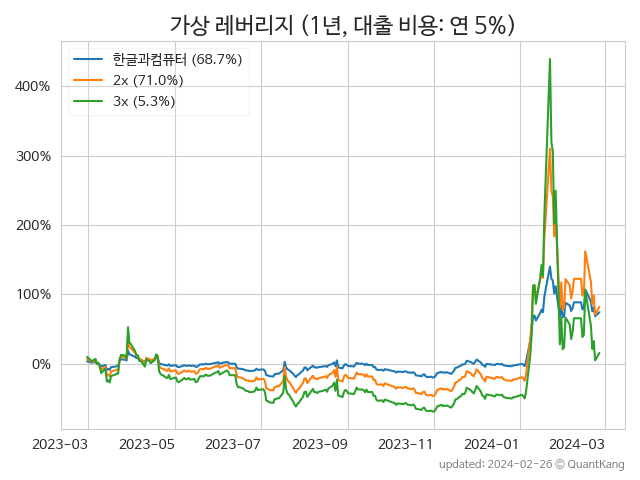 가상 레버리지 (1년, 대출 비용: 연 5%)
한글과컴퓨터 (68.7%)
2x (71.0%)
3x (5.3%)
400%
300%
200%
100%
0%
2023-03 2023-05 2023-07 2023-09 2023-11 2024-01 2024-03
updated: 2024-02-26 © QuantKang